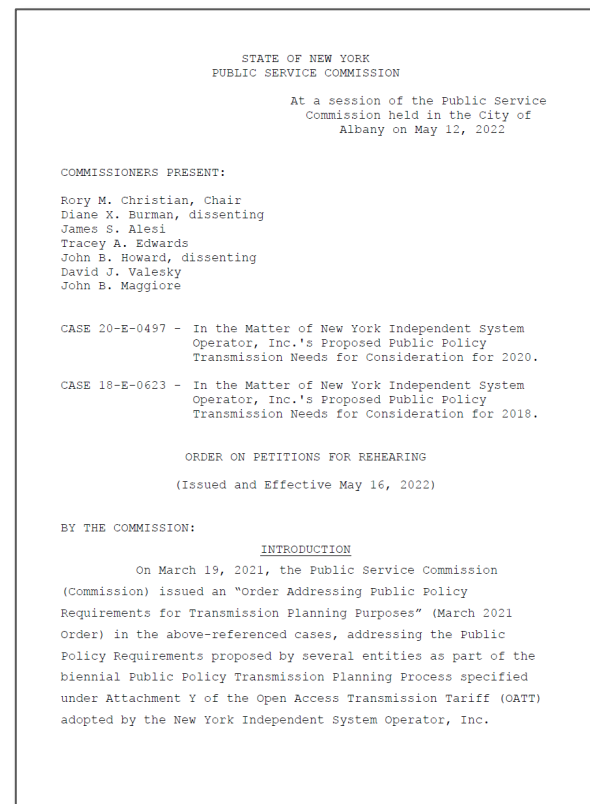 STATE OF NEW YORK
PUBLIC SERVICE COMMISSION
At a session of the Public Service
Commission held in the City of
Albany on May 12, 2022
COMMISSIONERS PRESENT:
Rory M. Christian, Chair
Diane X. Burman, dissenting
James S. Alesi
Tracey A. Edwards
John B. Howard, dissenting
David J. Valesky
John B. Maggiore
CASE 20-E-0497 - In the Matter of New York Independent System
Operator, Inc.'s Proposed Public Policy
Transmission Needs for Consideration for 2020.
CASE 18-E-0623 - In the Matter of New York Independent System
Operator, Inc.'s Proposed Public Policy
Transmission Needs for Consideration for 2018.
ORDER ON PETITIONS FOR REHEARING
(Issued and Effective May 16, 2022)
BY THE COMMISSION:
INTRODUCTION
On March 19, 2021, the Public Service Commission
(Commission) issued an “Order Addressing Public Policy
Requirements for Transmission Planning Purposes” (March 2021
Order) in the above-referenced cases, addressing the Public
Policy Requirements proposed by several entities as part of the
biennial Public Policy Transmission Planning Process specified
under Attachment Y of the Open Access Transmission Tariff (OATT)
adopted by the New York Independent System Operator, Inc.